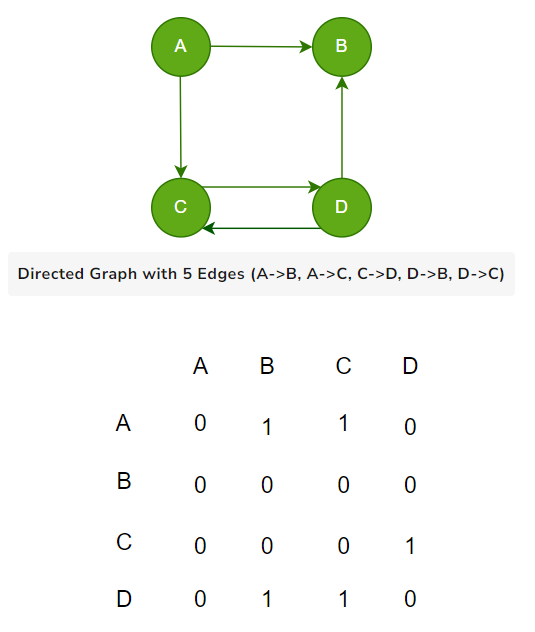 A B
C D
Directed Graph with 5 Edges (A->B, A->C, C->D, D->B, D->C)
A B C D
A 0 1 1 0
B 0 0 0 0
C 0 0 0 1
D 0 1 1 0